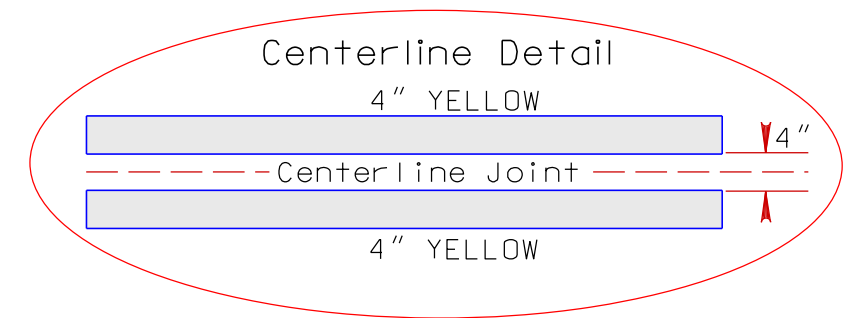 Centerline Detail
4" YELLOW
4"
Centerline Joint
4" YELLOW